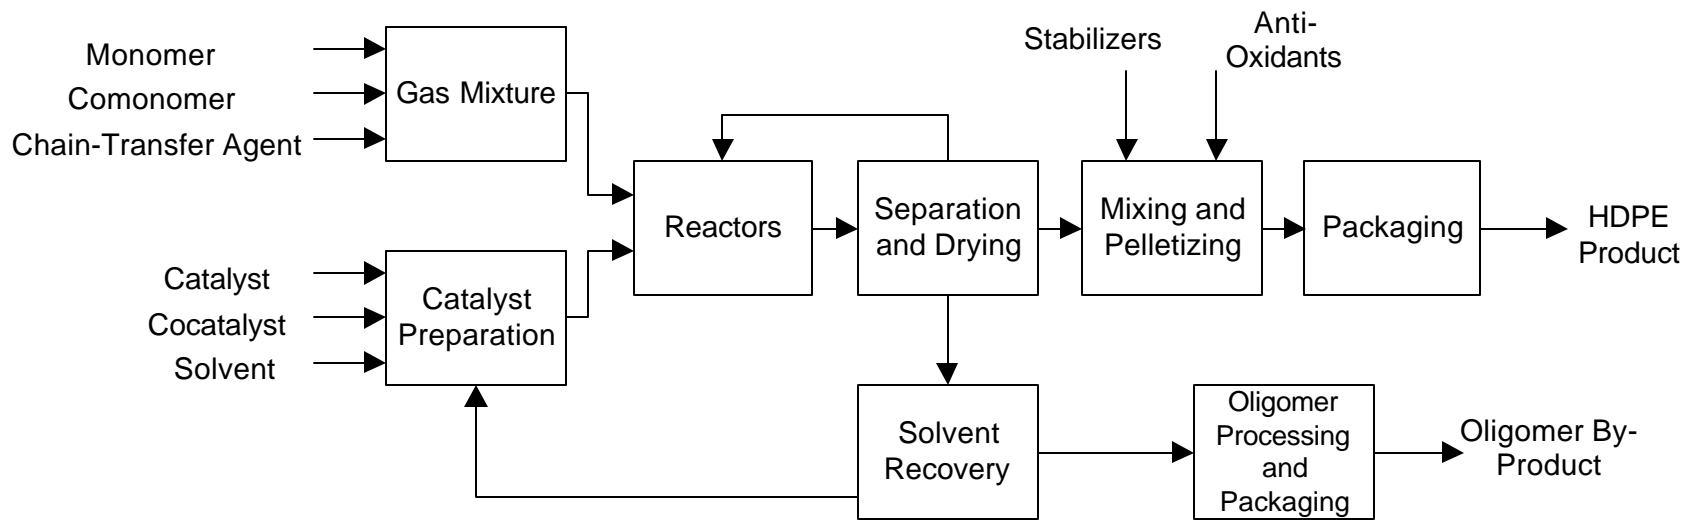 Monomer
Comonomer
Chain-Transfer Agent
Gas Mixture
Catalyst
Cocatalyst
Solvent
Catalyst
Preparation
Reactors
Separation
and Drying
Stabilizers
Anti-
Oxidants
Mixing and
Pelletizing
Packaging
HDPE
Product
Solvent
Recovery
Oligomer
Processing
and
Packaging
Oligomer By-
Product